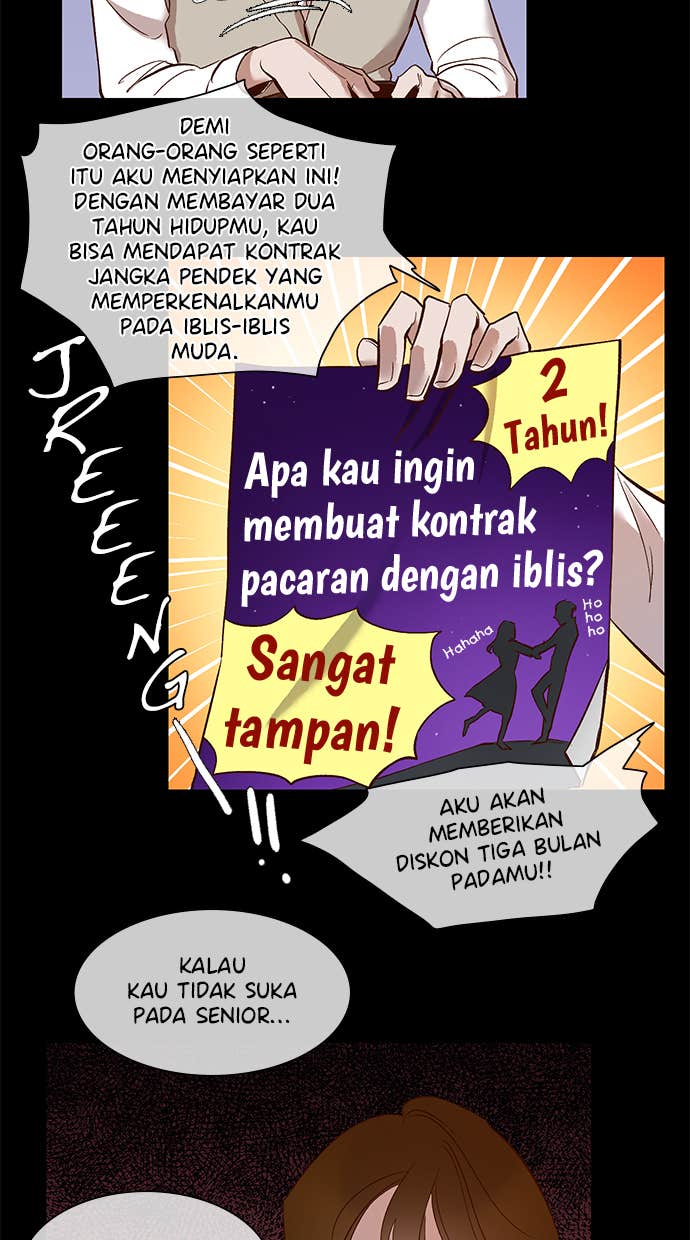 DEMI
ORANG-ORANG SEPERTI
ITU AKU MENYIAPKAN INI!
DENGAN MEMBAYAR DUA
TAHUN HIDUPMU, KAU
BISA MENDAPAT KONTRAK
JANGKA PENDEK YANG
MEMPERKENALKANMU
PADA IBLIS-IBLIS
MUDA.
JREEENG!!
2
Tahun!
Apa kau ingin
membuat kontrak
pacaran dengan iblis?
Hahaha
Ho
ho
ho
Sangat
tampan!
AKU AKAN
MEMBERIKAN
DISKON TIGA BULAN
PADAMU!!
KALAU
KAU TIDAK SUKA
PADA SENIOR...